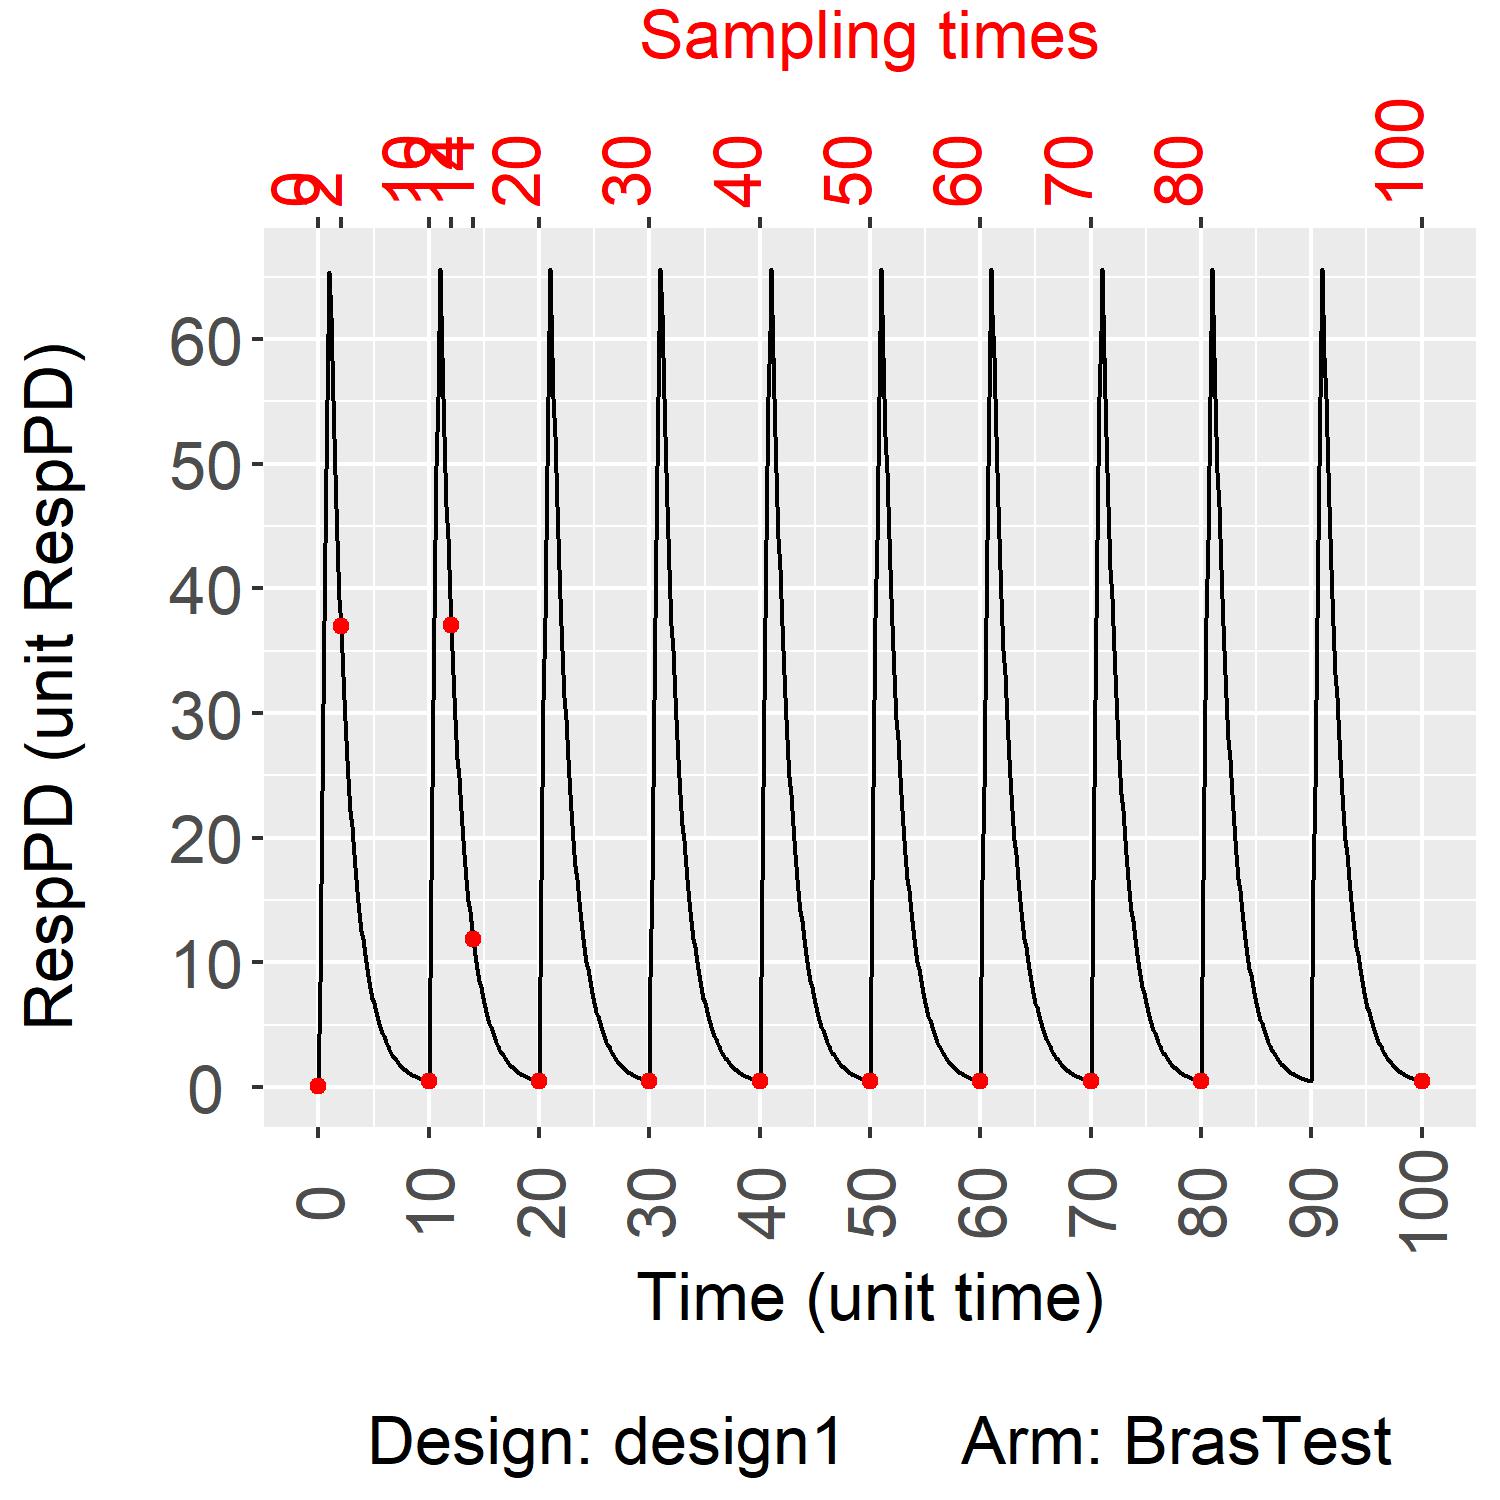 Sampling times
0 2 10 12 14 20 30 40 50 60 70 80 100
RespPD (unit RespPD)
60
50
40
30
20
10
0
0 10 20 30 40 50 60 70 80 90 100
Time (unit time)
Design: design1 Arm: BrasTest